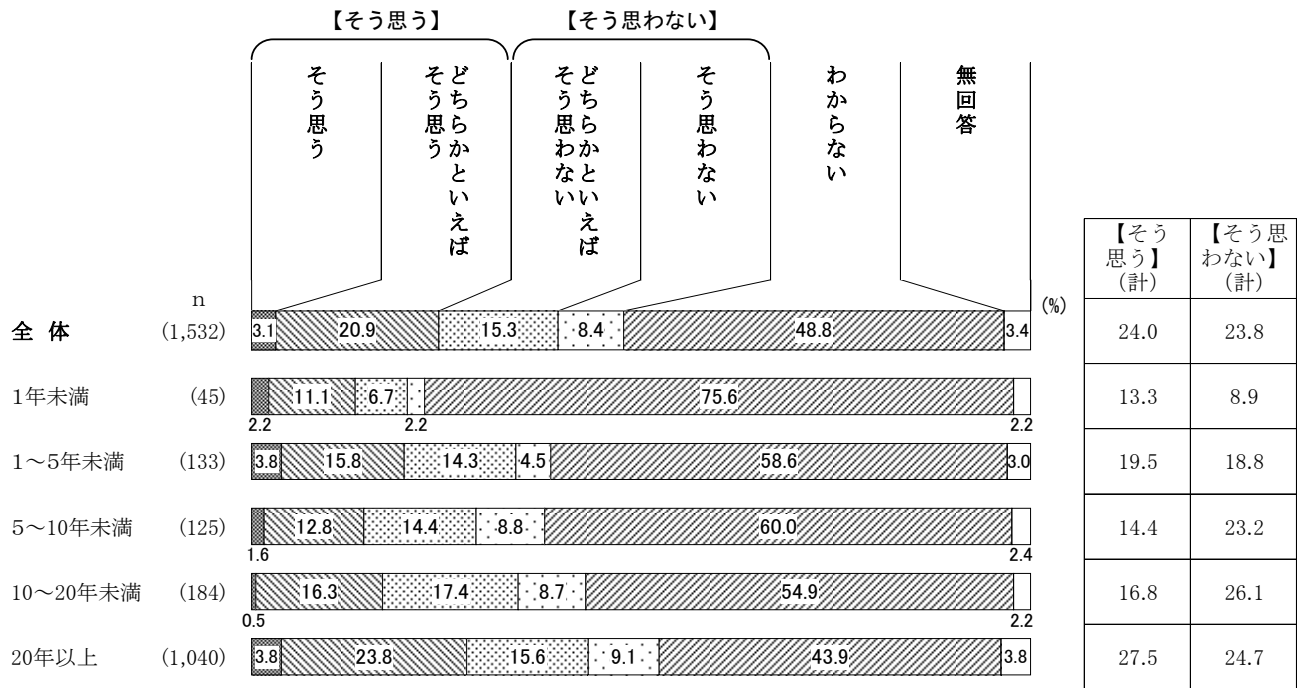 【そう思う】
【そう思わない】
そう思う
どちらかといえば
そう思う
どちらかといえば
そう思わない
そう思わない
わからない
無回答
【そう
思う】
(計)
【そう思
わない】
(計)
n
(%)
全 体 (1,532) 3.1 20.9 15.3 8.4 48.8 3.4 24.0 23.8
1年未満 (45) 11.1 6.7 75.6 13.3 8.9
2.2 2.2 2.2
1～5年未満 (133) 3.8 15.8 14.3 4.5 58.6 3.0 19.5 18.8
5～10年未満 (125) 12.8 14.4 8.8 60.0 14.4 23.2
1.6 2.4
10～20年未満 (184) 16.3 17.4 8.7 54.9 16.8 26.1
0.5 2.2
20年以上 (1,040) 3.8 23.8 15.6 9.1 43.9 3.8 27.5 24.7